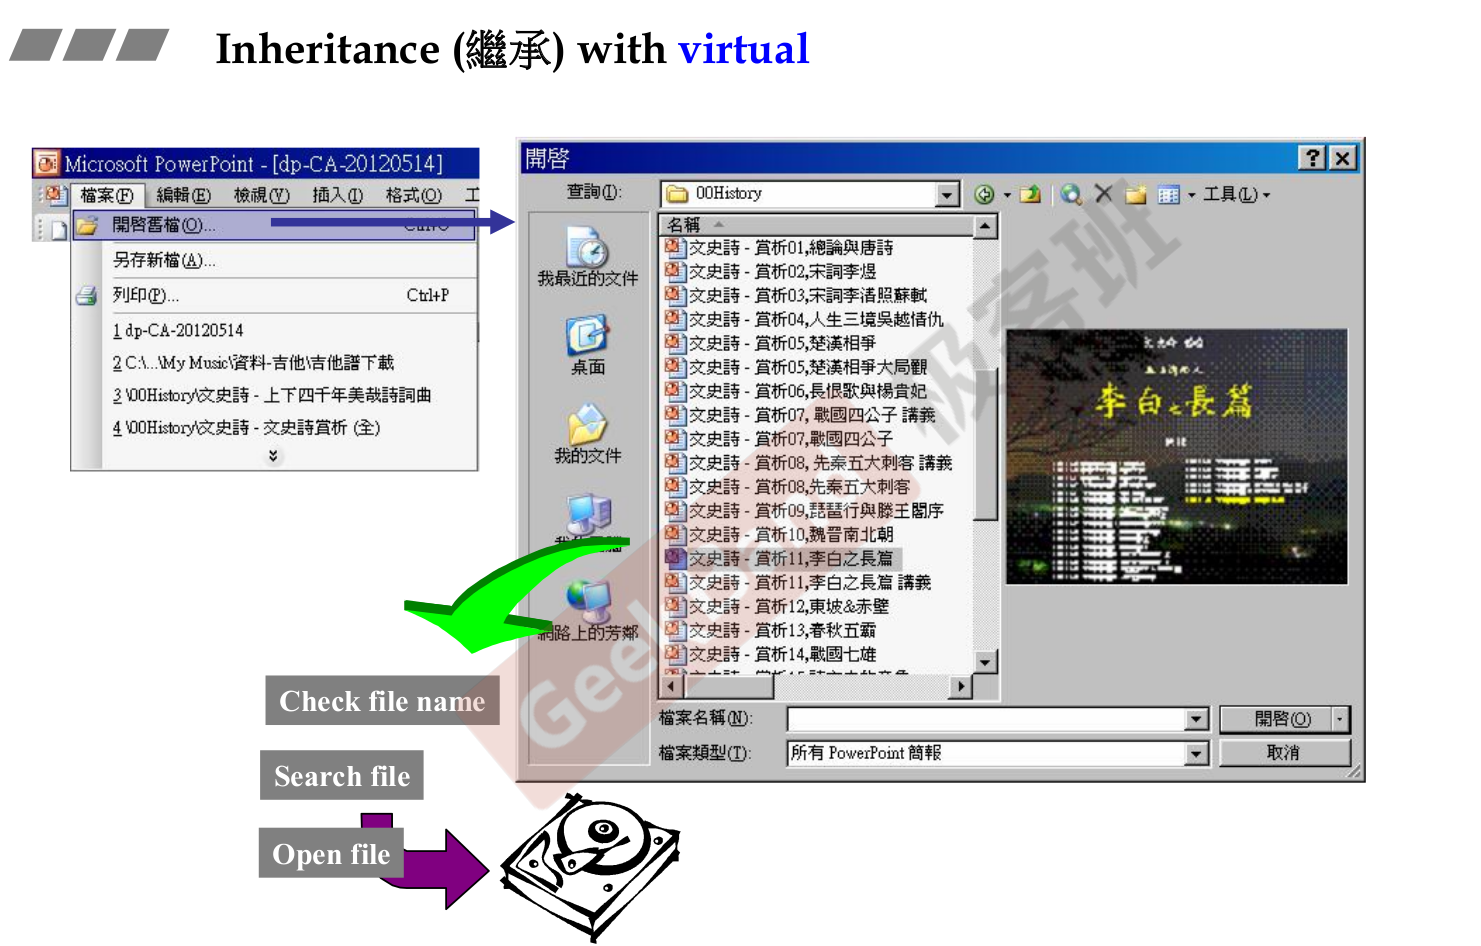 Inheritance (繼承) with virtual
Microsoft PowerPoint - [dp-CA-20120514]
檔案(F) 編輯(E) 檢視(V) 插入(I) 格式(O) 工
開啓舊檔(O)... Ctrl+O
另存新檔(A)...
列印(P)... Ctrl+P
1 dp-CA-20120514
2 C:\...\My Music\資料-吉他\吉他譜下載
3 \00History\文史詩 - 上下四千年美哉詩詞曲
4 \00History\文史詩 - 文史詩賞析 (全)
開啓
查詢(I): 00History 工具(L)
我最近的文件
桌面
我的文件
我的電腦
網路上的芳鄰
名稱
文史詩 - 賞析01,總論與唐詩
文史詩 - 賞析02,宋詞李煜
文史詩 - 賞析03,宋詞李清照蘇軾
文史詩 - 賞析04,人生三境吳越情仇
文史詩 - 賞析05,楚漢相爭
文史詩 - 賞析05,楚漢相爭大局觀
文史詩 - 賞析06,長恨歌與楊貴妃
文史詩 - 賞析07, 戰國四公子 講義
文史詩 - 賞析07,戰國四公子
文史詩 - 賞析08, 先秦五大刺客 講義
文史詩 - 賞析08,先秦五大刺客
文史詩 - 賞析09,琵琶行與滕王閣序
文史詩 - 賞析10,魏晉南北朝
文史詩 - 賞析11,李白之長篇
文史詩 - 賞析11,李白之長篇 講義
文史詩 - 賞析12,東坡&赤壁
文史詩 - 賞析13,春秋五霸
文史詩 - 賞析14,戰國七雄
李白之長篇
檔案名稱(N): 開啓(O)
檔案類型(T): 所有 PowerPoint 簡報 取消
Check file name
Search file
Open file
GeekBand
极客班